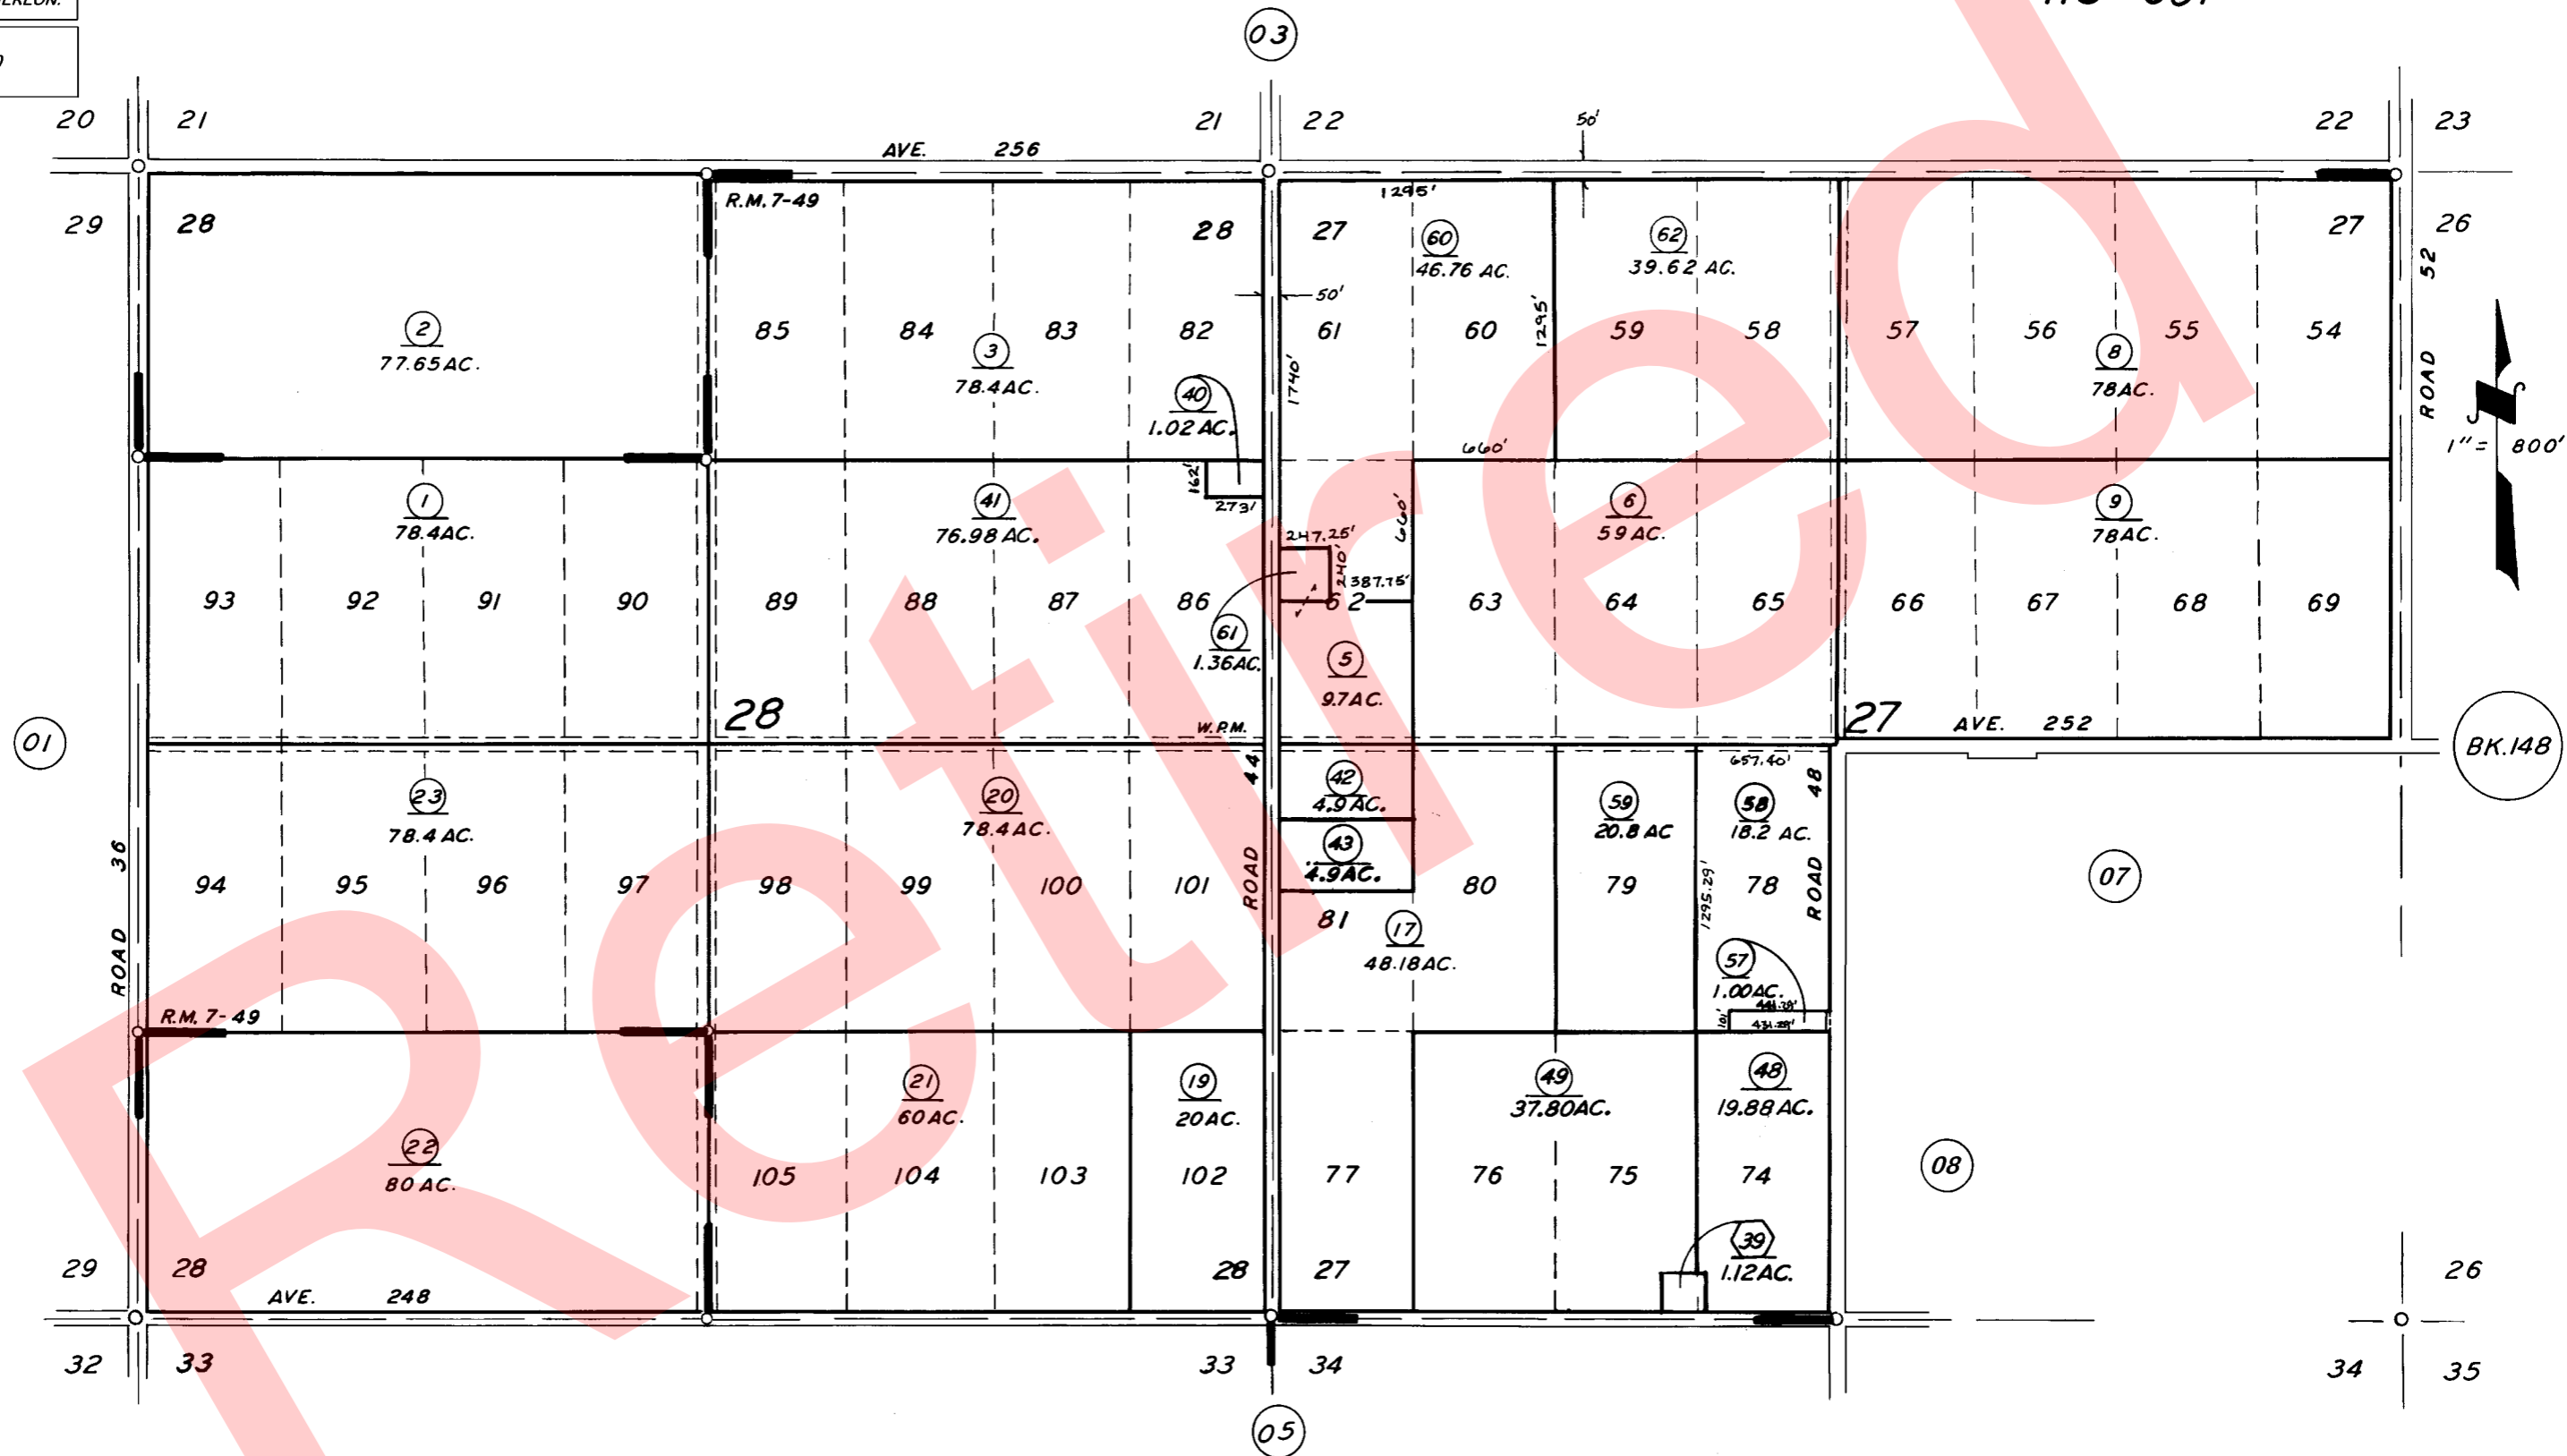 03
20 21
21 22
50'
22 23
AVE. 256
R.M. 7-49
1295'
29 28
28 27
60
46.76 AC.
62
39.62 AC.
27 26
ROAD 52
50'
2
77.65 AC.
85 84 83 82
3
78.4 AC.
61 60 59 58
57 56 55 54
8
78 AC.
1295'
1740'
40
1.02 AC.
660'
1" = 800'
162'
273'
1
78.4 AC.
41
76.98 AC.
660'
6
59 AC.
9
78 AC.
247.25'
240'
387.75'
93 92 91 90
89 88 87 86
62 63 64 65
66 67 68 69
61
1.36 AC.
5
9.7 AC.
28
W.P.M.
27
AVE. 252
01
BK. 148
657.40'
44
48
23
78.4 AC.
20
78.4 AC.
42
4.9 AC.
59
20.8 AC
58
18.2 AC.
43
4.9 AC.
ROAD 36
ROAD
ROAD
07
94 95 96 97
98 99 100 101
80 79 78
1295.29'
81
17
48.18 AC.
57
1.00 AC.
441.29'
101'
431.29'
R.M. 7-49
21
60 AC.
19
20 AC.
49
37.80 AC.
48
19.88 AC.
22
80 AC.
105 104 103 102
77 76 75 74
08
39
1.12 AC.
29 28
28 27
26
AVE. 248
32 33
33 34
34 35
05
Retired